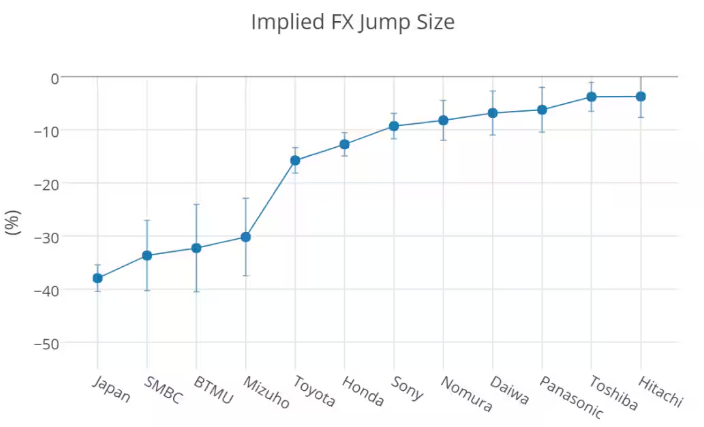 Implied FX Jump Size
0
−10
−20
−30
−40
−50
(%)
Japan
SMBC
BTMU
Mizuho
Toyota
Honda
Sony
Nomura
Daiwa
Panasonic
Toshiba
Hitachi